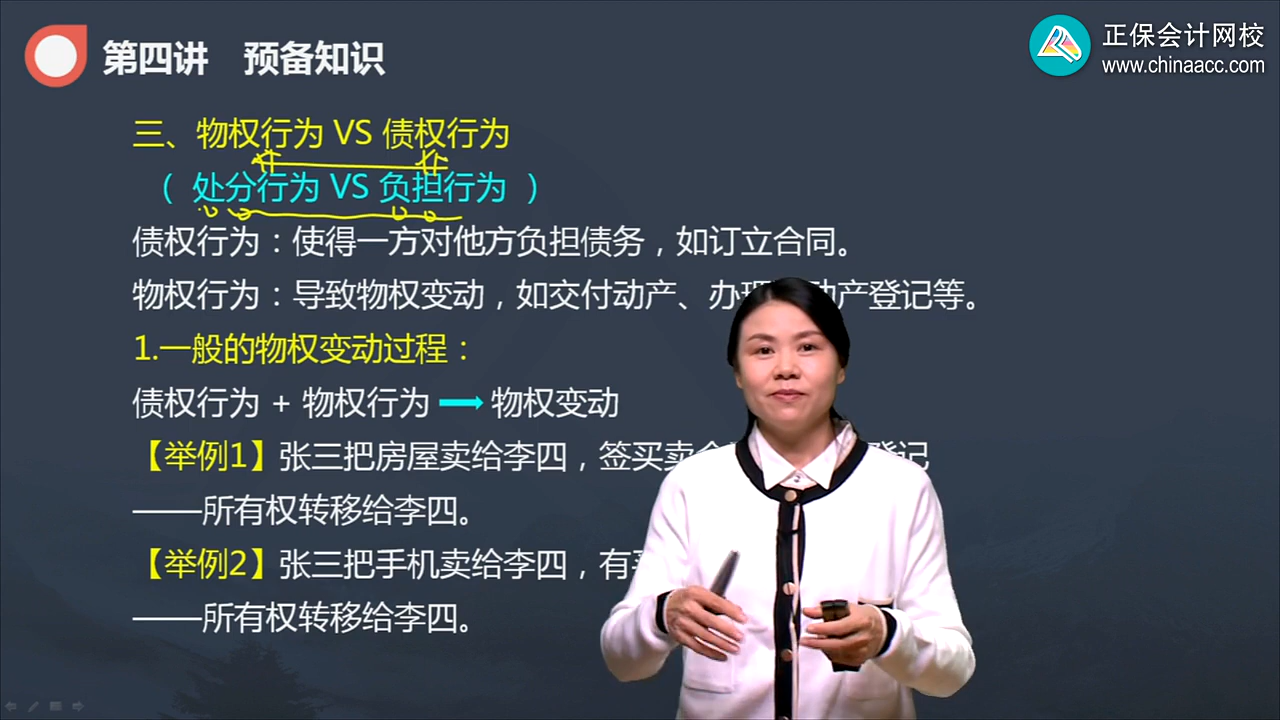 第四讲 预备知识
正保会计网校
www.chinaacc.com
三、物权行为 VS 债权行为
（ 处分行为 VS 负担行为 ）
债权行为：使得一方对他方负担债务，如订立合同。
物权行为：导致物权变动，如交付动产、办 动产登记等。
1.一般的物权变动过程：
债权行为 + 物权行为 物权变动
【举例1】张三把房屋卖给李四，签买卖 登记
——所有权转移给李四。
【举例2】张三把手机卖给李四，有
——所有权转移给李四。